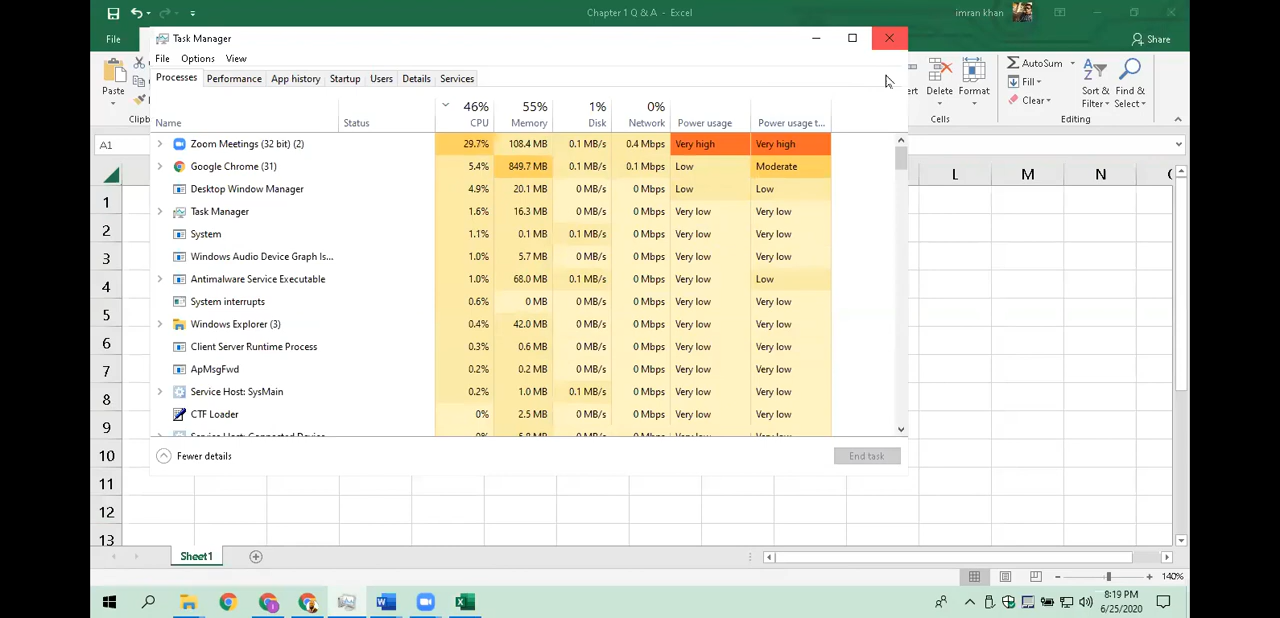 Chapter 1 Q & A - Excel
imran khan
File
Share
Task Manager
File Options View
Processes Performance App history Startup Users Details Services
Paste
Clipb
Delete Format
Cells
AutoSum
Fill
Clear
Sort & Filter
Find & Select
Editing
A1
Name Status 46% CPU 55% Memory 1% Disk 0% Network Power usage Power usage t...
Zoom Meetings (32 bit) (2) 29.7% 108.4 MB 0.1 MB/s 0.4 Mbps Very high Very high
Google Chrome (31) 5.4% 849.7 MB 0.1 MB/s 0.1 Mbps Low Moderate
Desktop Window Manager 4.9% 20.1 MB 0 MB/s 0 Mbps Low Low
Task Manager 1.6% 16.3 MB 0 MB/s 0 Mbps Very low Very low
System 1.1% 0.1 MB 0.1 MB/s 0 Mbps Very low Very low
Windows Audio Device Graph Is... 1.0% 5.7 MB 0 MB/s 0 Mbps Very low Very low
Antimalware Service Executable 1.0% 68.0 MB 0.1 MB/s 0 Mbps Very low Low
System interrupts 0.6% 0 MB 0 MB/s 0 Mbps Very low Very low
Windows Explorer (3) 0.4% 42.0 MB 0 MB/s 0 Mbps Very low Very low
Client Server Runtime Process 0.3% 0.6 MB 0 MB/s 0 Mbps Very low Very low
ApMsgFwd 0.2% 0.2 MB 0 MB/s 0 Mbps Very low Very low
Service Host: SysMain 0.2% 1.0 MB 0.1 MB/s 0 Mbps Very low Very low
CTF Loader 0% 2.5 MB 0 MB/s 0 Mbps Very low Very low
Fewer details
End task
L M N
1
2
3
4
5
6
7
8
9
10
11
12
13
Sheet1
140%
8:19 PM
6/25/2020